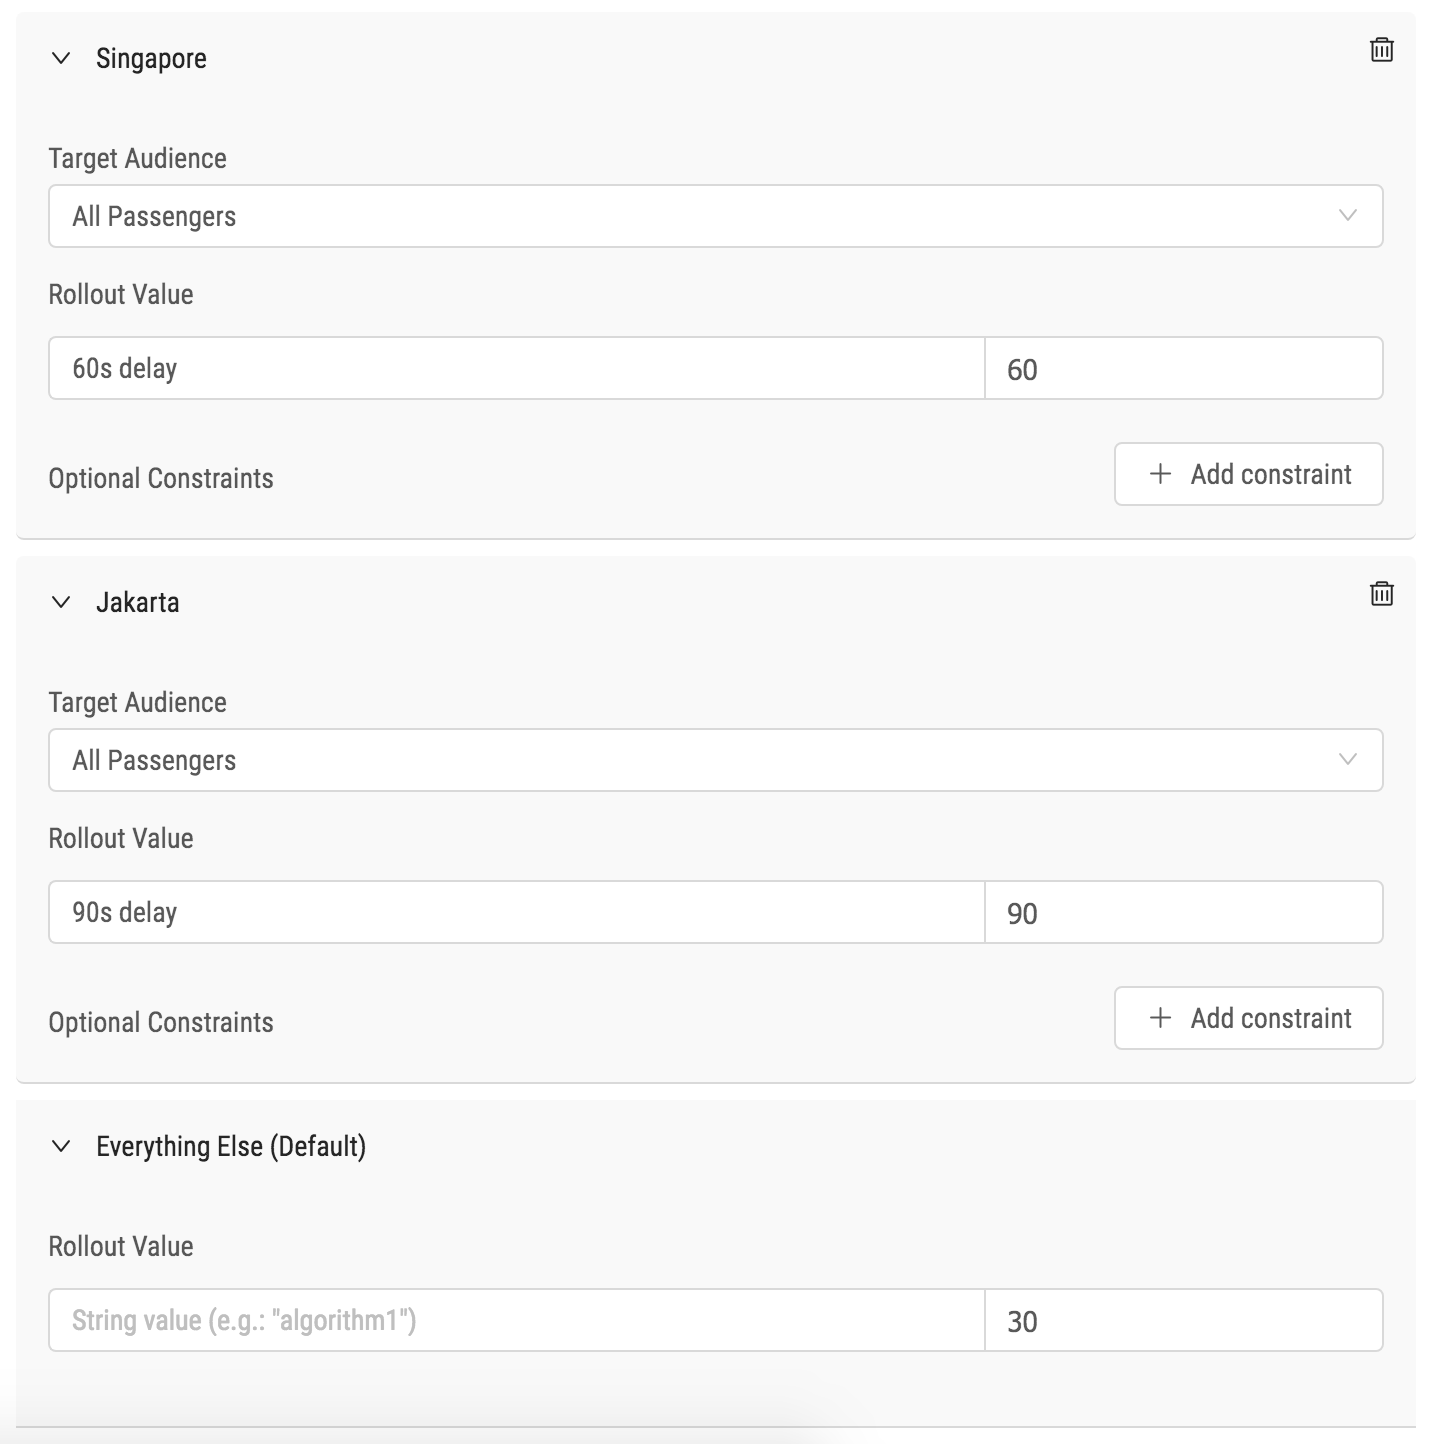 Singapore
Target Audience
All Passengers
Rollout Value
60s delay 60
Optional Constraints + Add constraint
Jakarta
Target Audience
All Passengers
Rollout Value
90s delay 90
Optional Constraints + Add constraint
Everything Else (Default)
Rollout Value
String value (e.g.: "algorithm1") 30